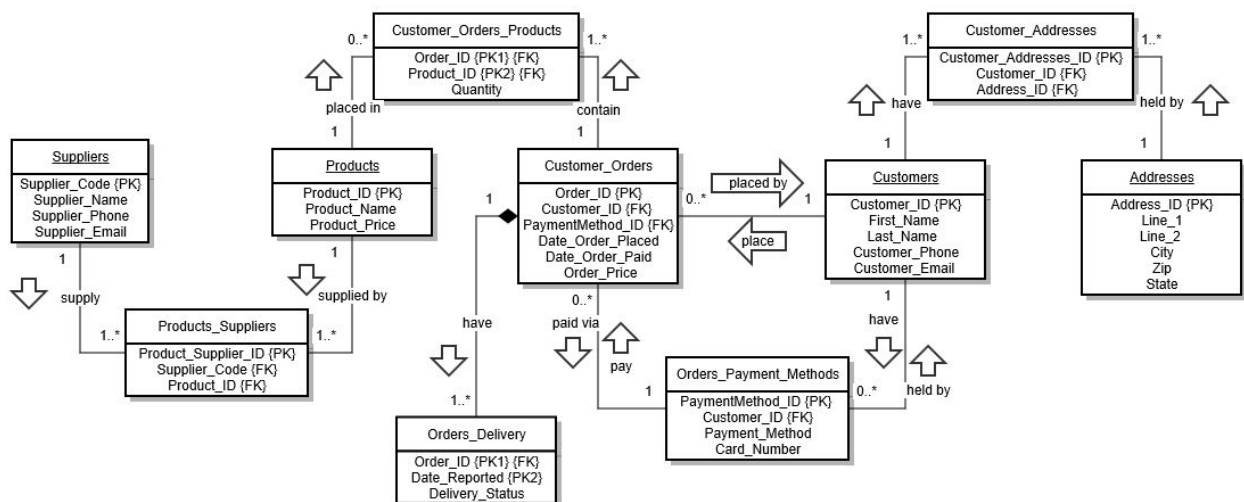 Customer_Orders_Products
Order_ID {PK1} {FK}
Product_ID {PK2} {FK}
Quantity
0..*
1..*
placed in
contain
1
1
Customer_Addresses
Customer_Addresses_ID {PK}
Customer_ID {FK}
Address_ID {FK}
1..*
1..*
have
held by
1
1
Suppliers
Supplier_Code {PK}
Supplier_Name
Supplier_Phone
Supplier_Email
1
supply
1..*
Products
Product_ID {PK}
Product_Name
Product_Price
1
supplied by
1..*
Products_Suppliers
Product_Supplier_ID {PK}
Supplier_Code {FK}
Product_ID {FK}
Customer_Orders
Order_ID {PK}
Customer_ID {FK}
PaymentMethod_ID {FK}
Date_Order_Placed
Date_Order_Paid
Order_Price
1
have
1..*
placed by
0..*
1
place
Customers
Customer_ID {PK}
First_Name
Last_Name
Customer_Phone
Customer_Email
Addresses
Address_ID {PK}
Line_1
Line_2
City
Zip
State
0..*
paid via
pay
1
1
have
held by
0..*
Orders_Payment_Methods
PaymentMethod_ID {PK}
Customer_ID {FK}
Payment_Method
Card_Number
Orders_Delivery
Order_ID {PK1} {FK}
Date_Reported {PK2}
Delivery_Status